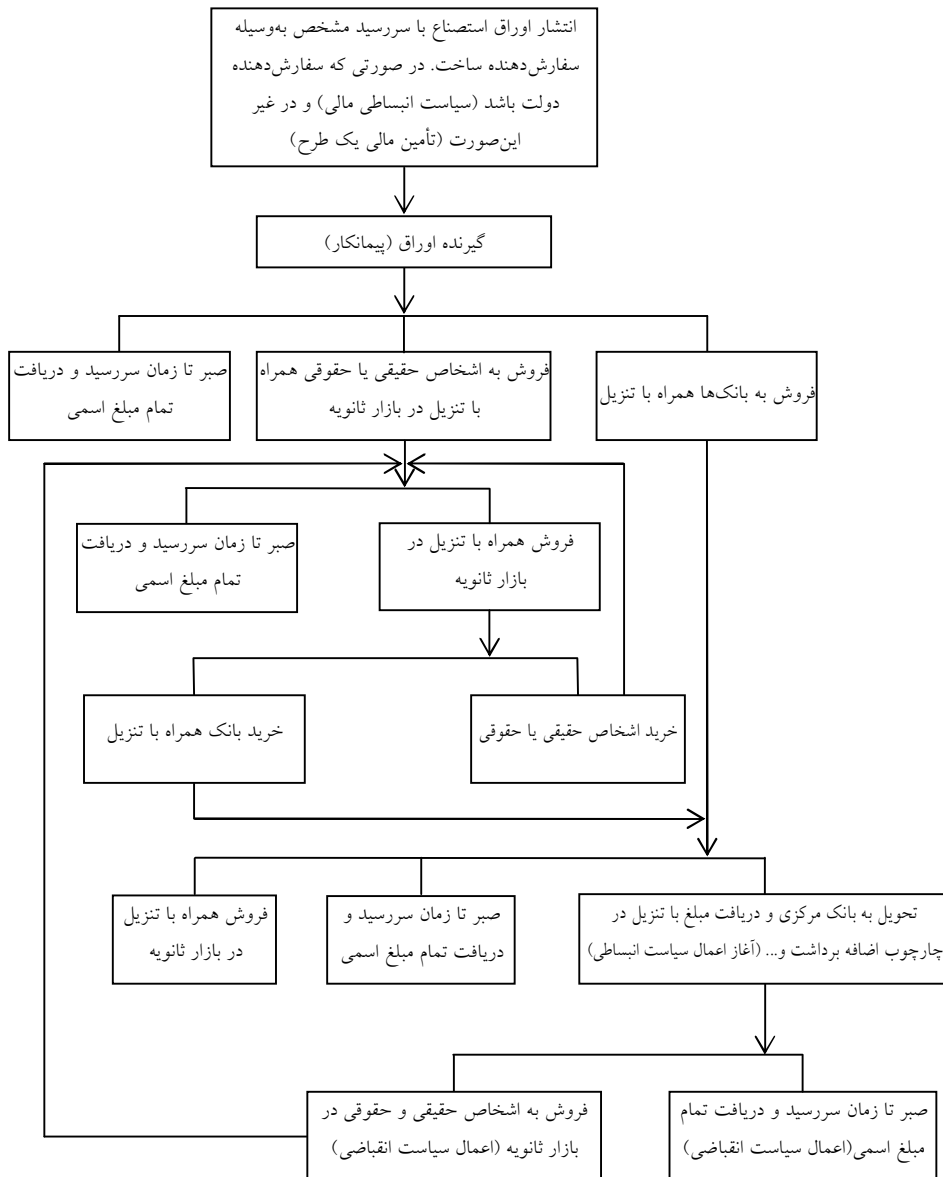 انتشار اوراق استصناع با سررسید مشخص به‌وسیله
سفارش‌دهنده ساخت. در صورتی که سفارش‌دهنده
دولت باشد (سیاست انبساطی مالی) و در غیر
این‌صورت (تأمین مالی یک طرح)
گیرنده اوراق (پیمانکار)
فروش به بانک‌ها همراه با تنزیل
فروش به اشخاص حقیقی یا حقوقی همراه
با تنزیل در بازار ثانویه
صبر تا زمان سررسید و دریافت
تمام مبلغ اسمی
فروش همراه با تنزیل در
بازار ثانویه
صبر تا زمان سررسید و دریافت
تمام مبلغ اسمی
خرید اشخاص حقیقی یا حقوقی
خرید بانک همراه با تنزیل
تحویل به بانک مرکزی و دریافت مبلغ با تنزیل در
چارچوب اضافه برداشت و... (آغاز اعمال سیاست انبساطی)
صبر تا زمان سررسید و
دریافت تمام مبلغ اسمی
فروش همراه با تنزیل
در بازار ثانویه
صبر تا زمان سررسید و دریافت تمام
مبلغ اسمی(اعمال سیاست انقباضی)
فروش به اشخاص حقیقی و حقوقی در
بازار ثانویه (اعمال سیاست انقباضی)